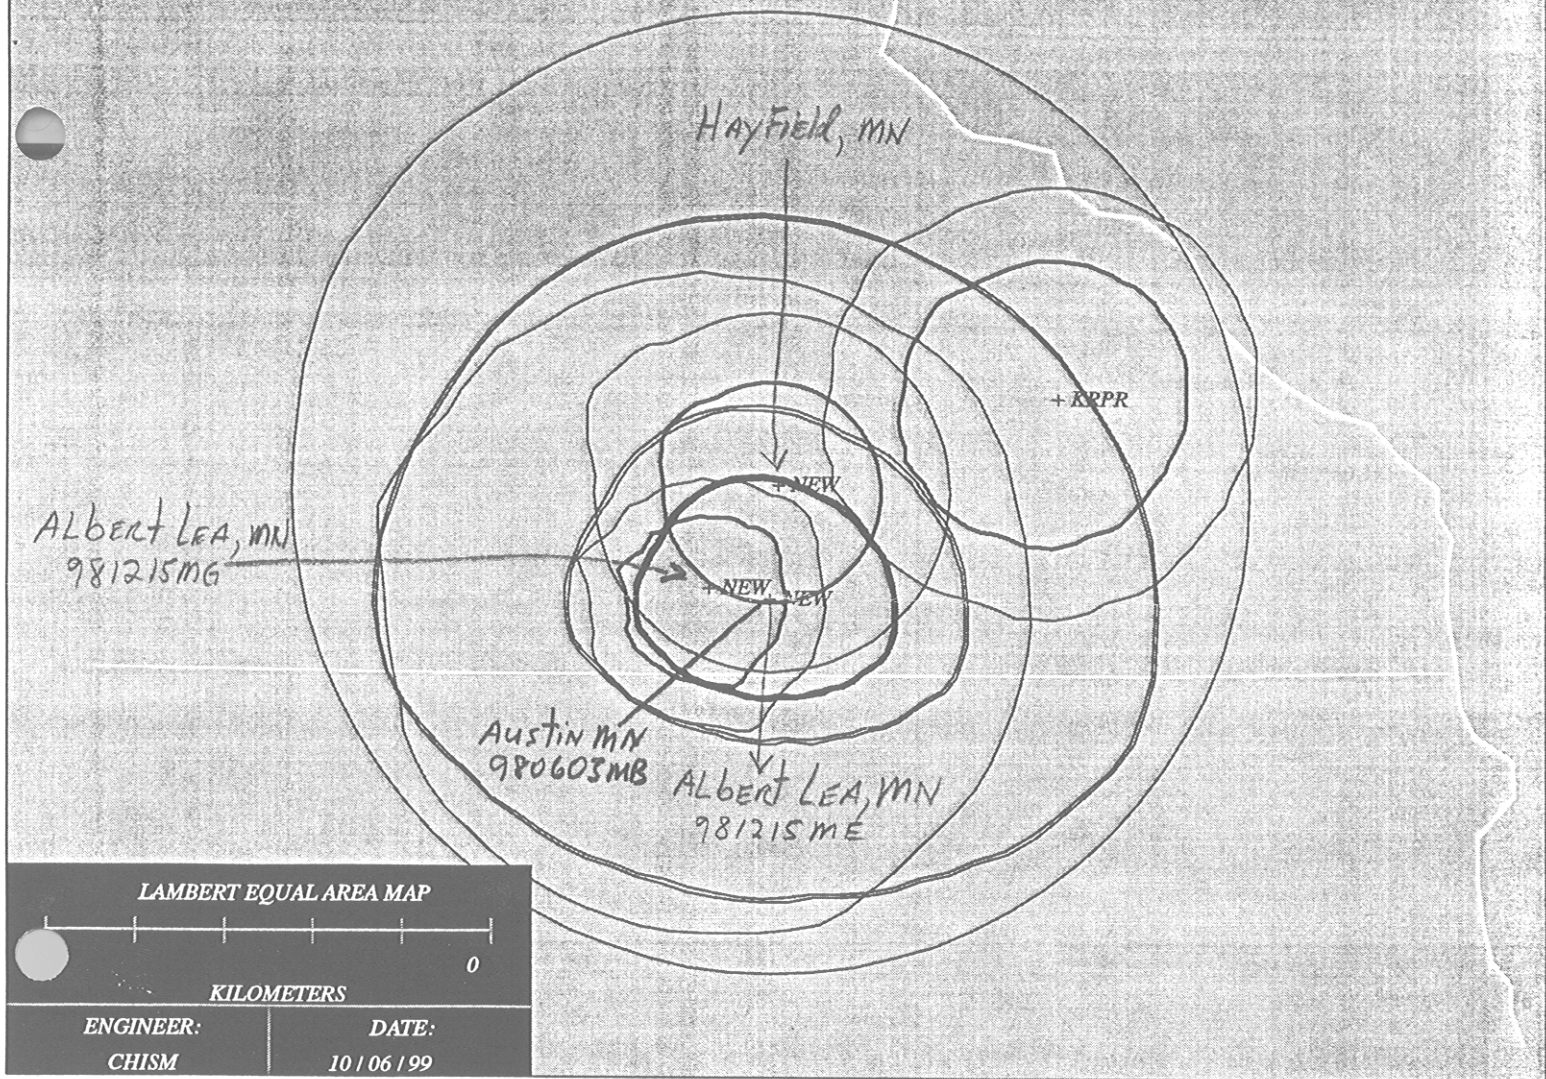 HAYFIELD, MN
+ KRPR
+ NEW
ALBERT LEA, MN
981215MG
+ NEW
+ NEW
AUSTIN MN
980603MB
ALBERT LEA, MN
981215ME
LAMBERT EQUAL AREA MAP
0
KILOMETERS
ENGINEER:
CHISM
DATE:
10 / 06 / 99